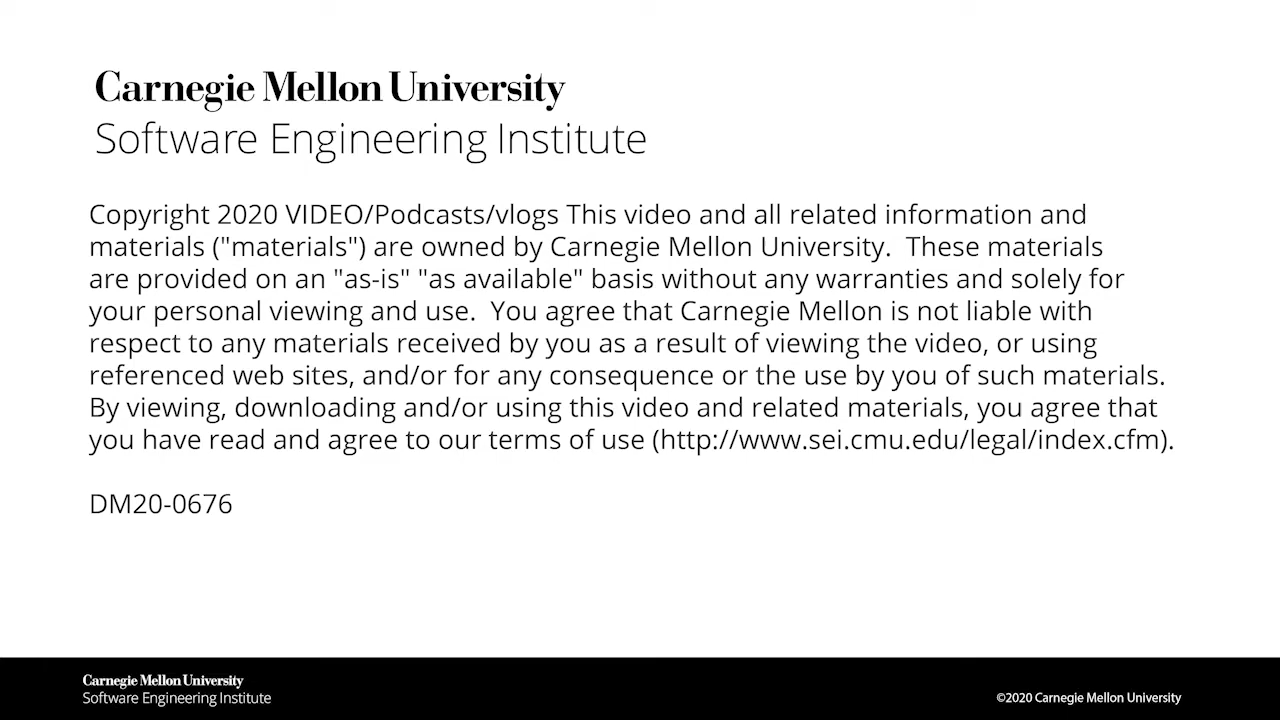 Carnegie Mellon University
Software Engineering Institute
Copyright 2020 VIDEO/Podcasts/vlogs This video and all related information and
materials ("materials") are owned by Carnegie Mellon University.  These materials
are provided on an "as-is" "as available" basis without any warranties and solely for
your personal viewing and use.  You agree that Carnegie Mellon is not liable with
respect to any materials received by you as a result of viewing the video, or using
referenced web sites, and/or for any consequence or the use by you of such materials.
By viewing, downloading and/or using this video and related materials, you agree that
you have read and agree to our terms of use (http://www.sei.cmu.edu/legal/index.cfm).
DM20-0676
Carnegie Mellon University
Software Engineering Institute
©2020 Carnegie Mellon University